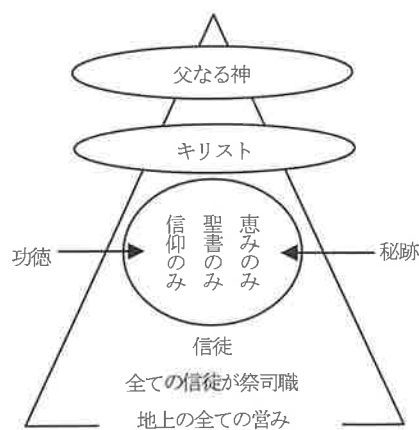 父なる神
キリスト
恵みのみ
聖書のみ
信仰のみ
功徳
秘跡
信徒
全ての信徒が祭司職
地上の全ての営み